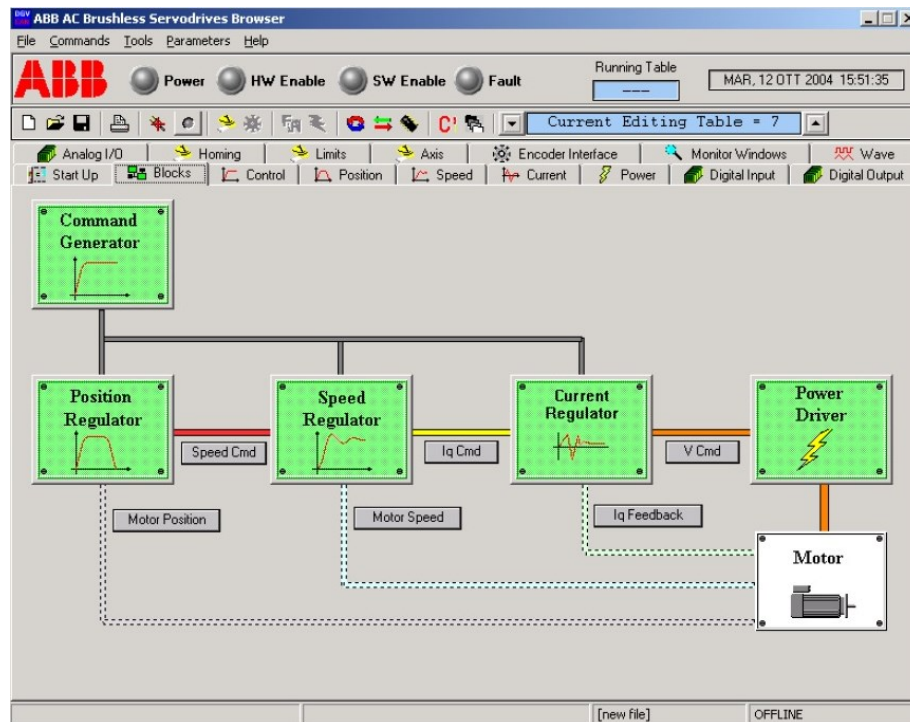 DGV
ABB AC Brushless Servodrives Browser
File Commands Tools Parameters Help
ABB Power HW Enable SW Enable Fault
Running Table
---
MAR, 12 OTT 2004 15:51:35
Current Editing Table = 7
Analog I/O Homing Limits Axis Encoder Interface Monitor Windows Wave
Start Up Blocks Control Position Speed Current Power Digital Input Digital Output
Command
Generator
Position
Regulator
Speed Cmd
Speed
Regulator
Iq Cmd
Current
Regulator
V Cmd
Power
Driver
Motor Position
Motor Speed
Iq Feedback
Motor
[new file] OFFLINE